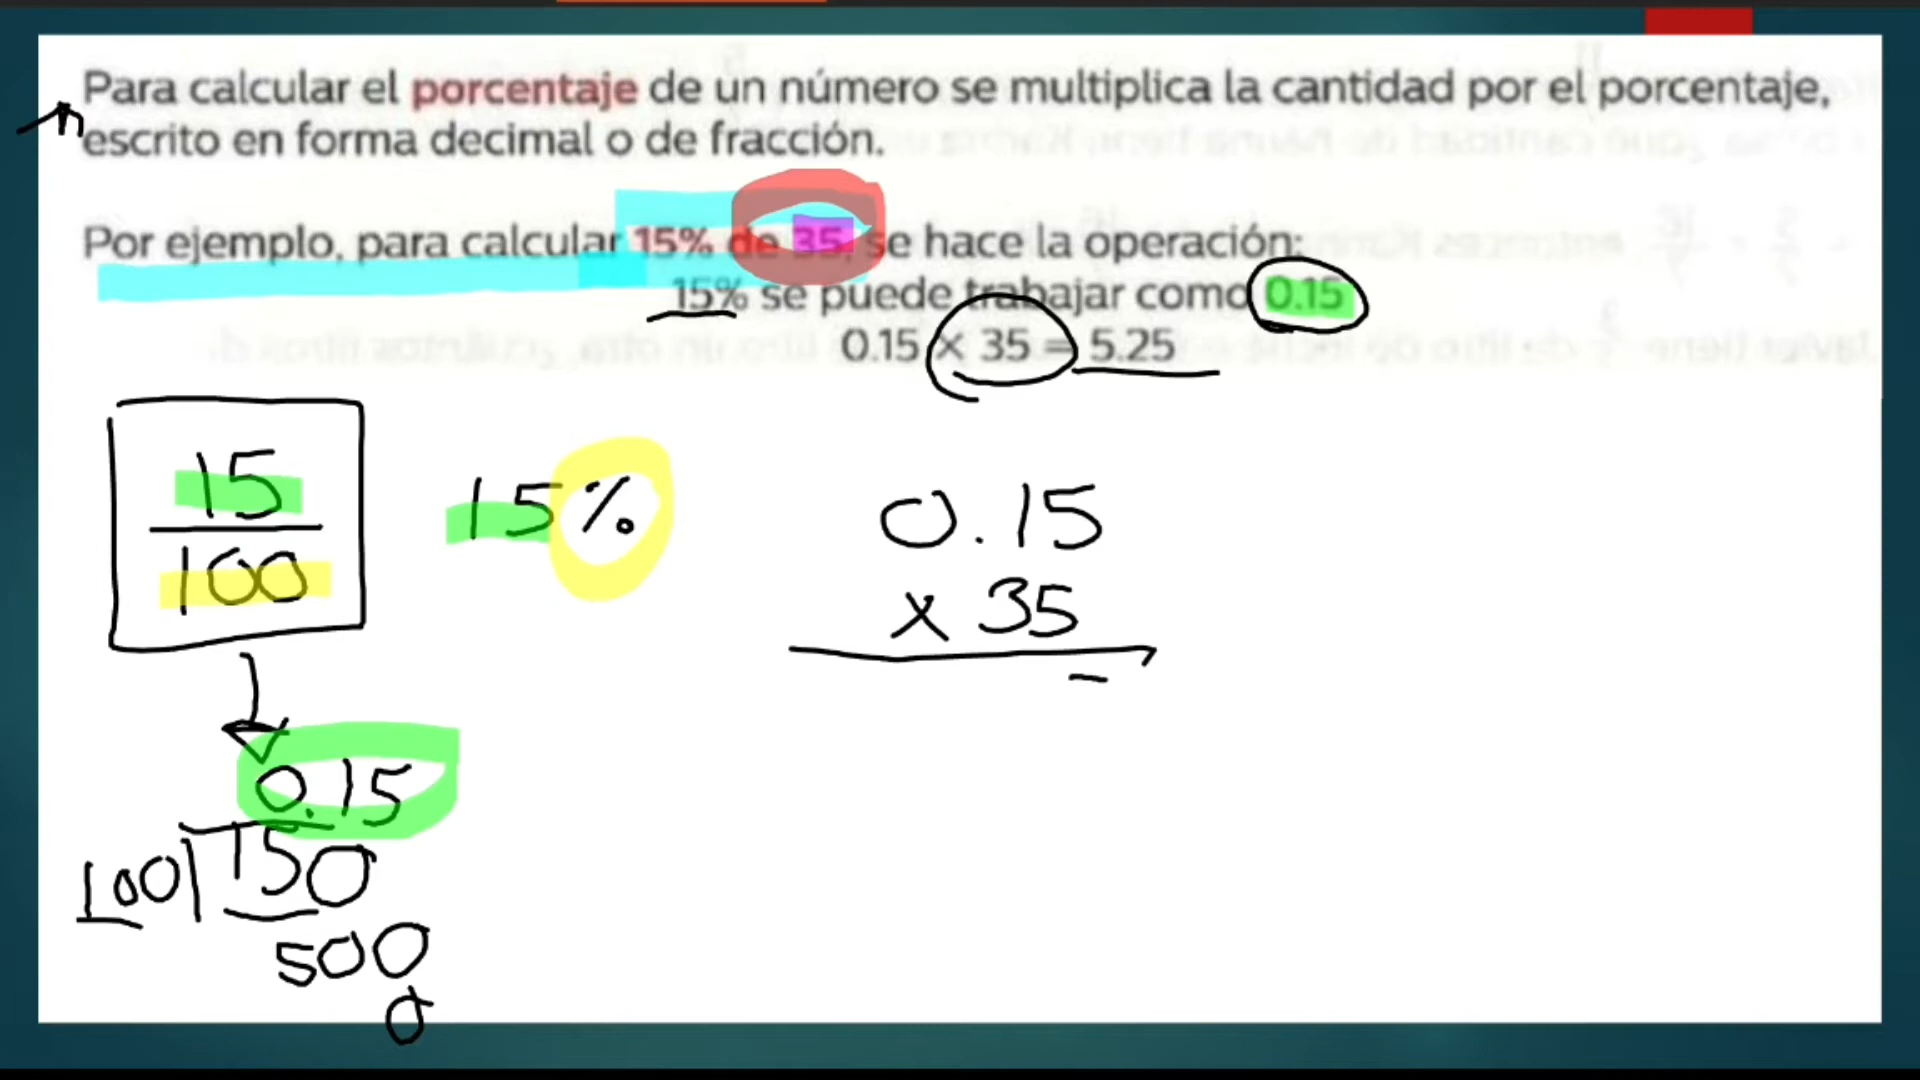 Para calcular el porcentaje de un número se multiplica la cantidad por el porcentaje,
escrito en forma decimal o de fracción.
Por ejemplo, para calcular 15% de 35, se hace la operación:
15% se puede trabajar como 0.15
0.15 × 35 = 5.25
15
100
15%
0.15
x 35
0.15
100 150
500
0